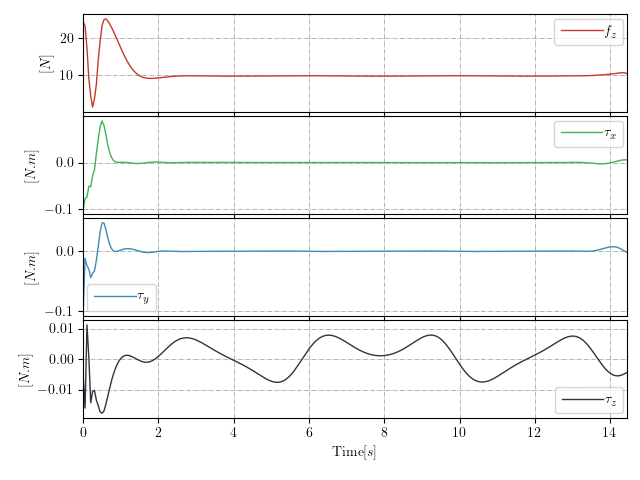 20
10
[N]
f_z
0.0
−0.1
[N.m]
τ_x
0.0
−0.1
[N.m]
τ_y
0.01
0.00
−0.01
[N.m]
τ_z
0 2 4 6 8 10 12 14
Time[s]